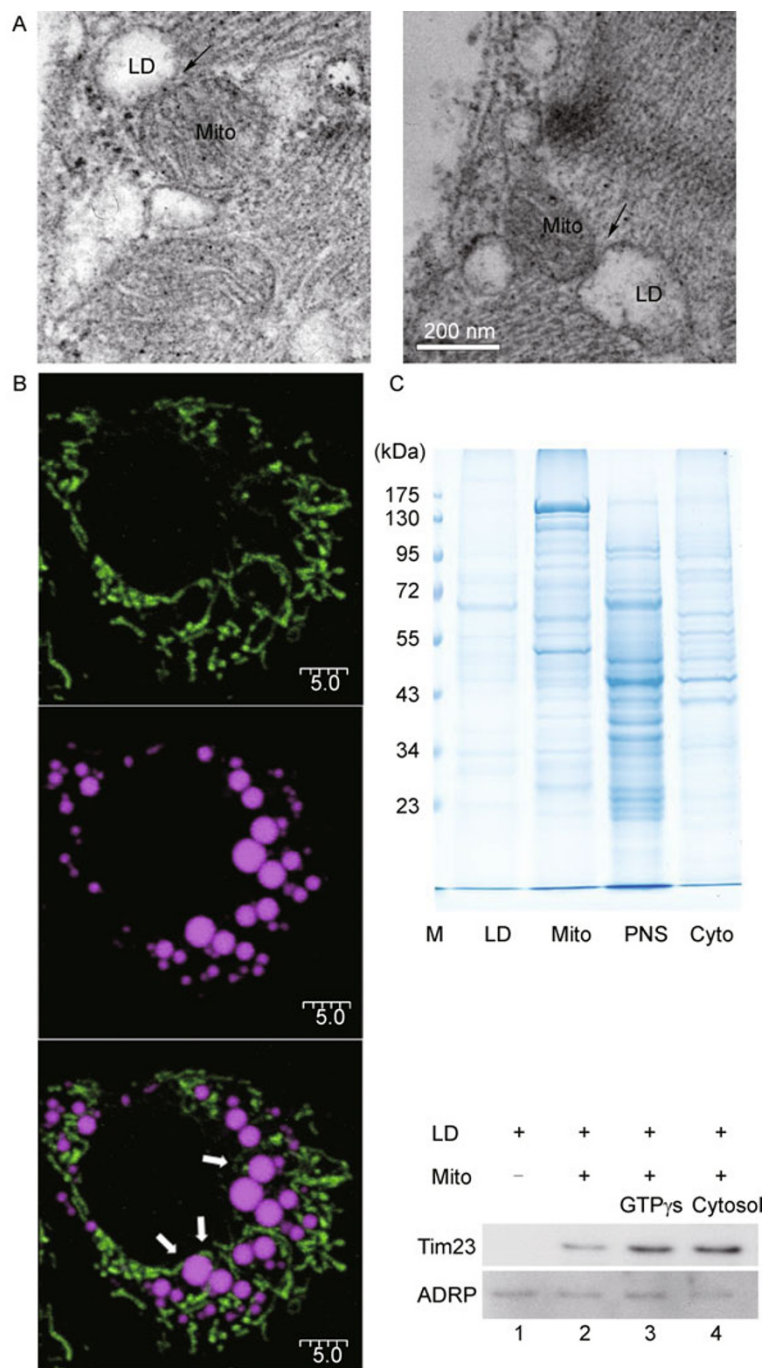 A
LD
Mito
Mito
LD
200 nm
B
5.0
5.0
5.0
C
(kDa)
175
130
95
72
55
43
34
23
M LD Mito PNS Cyto
LD + + + +
Mito − + + +
GTPγs Cytosol
Tim23
ADRP
1 2 3 4